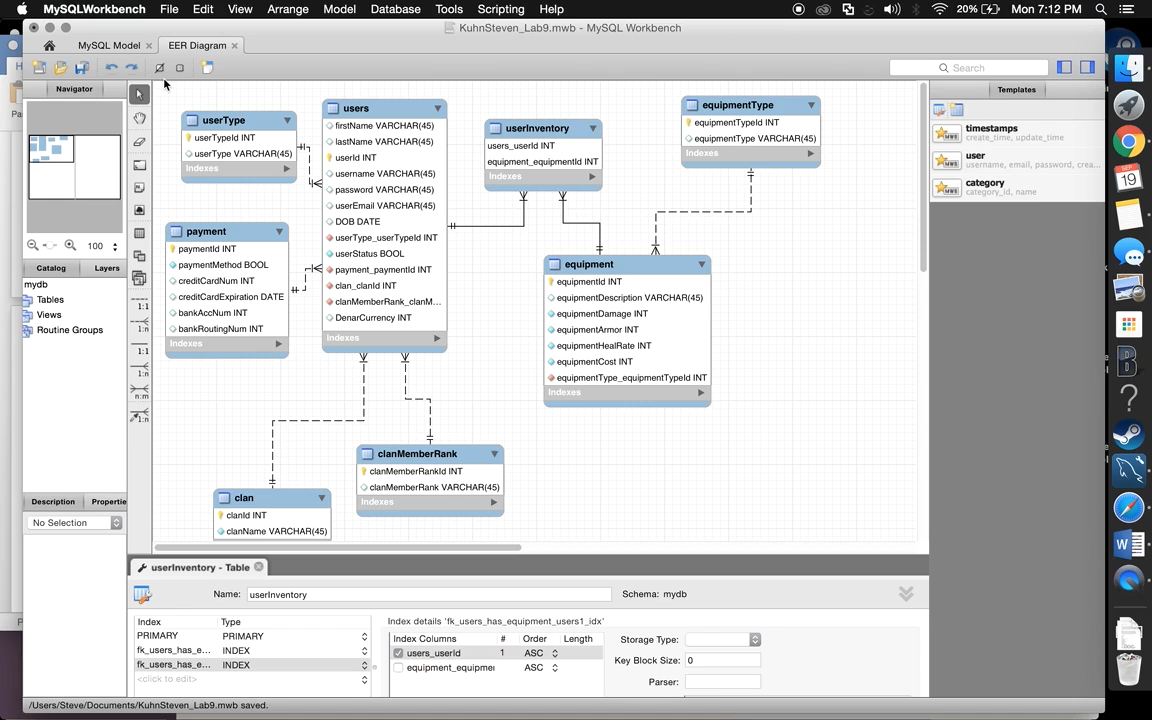 MySQLWorkbench File Edit View Arrange Model Database Tools Scripting Help 20% Mon 7:12 PM
KuhnSteven_Lab9.mwb - MySQL Workbench
MySQL Model EER Diagram
Search
Navigator
100
Catalog Layers
mydb
Tables
Views
Routine Groups
Description Propertie
No Selection
1:1
1:n
1:1
1:n
n:m
1:n
userType
userTypeId INT
userType VARCHAR(45)
Indexes
users
firstName VARCHAR(45)
lastName VARCHAR(45)
userId INT
username VARCHAR(45)
password VARCHAR(45)
userEmail VARCHAR(45)
DOB DATE
userType_userTypeId INT
userStatus BOOL
payment_paymentId INT
clan_clanId INT
clanMemberRank_clanM...
DenarCurrency INT
Indexes
userInventory
users_userId INT
equipment_equipmentId INT
Indexes
equipmentType
equipmentTypeId INT
equipmentType VARCHAR(45)
Indexes
payment
paymentId INT
paymentMethod BOOL
creditCardNum INT
creditCardExpiration DATE
bankAccNum INT
bankRoutingNum INT
Indexes
equipment
equipmentId INT
equipmentDescription VARCHAR(45)
equipmentDamage INT
equipmentArmor INT
equipmentHealRate INT
equipmentCost INT
equipmentType_equipmentTypeId INT
Indexes
clanMemberRank
clanMemberRankId INT
clanMemberRank VARCHAR(45)
Indexes
clan
clanId INT
clanName VARCHAR(45)
Templates
timestamps
create_time, update_time
user
username, email, password, crea...
category
category_id, name
userInventory - Table
Name: userInventory Schema: mydb
Index Type
PRIMARY PRIMARY
fk_users_has_e... INDEX
fk_users_has_e... INDEX
<click to edit>
Index details 'fk_users_has_equipment_users1_idx'
Index Columns # Order Length
users_userId 1 ASC
equipment_equipmei ASC
Storage Type:
Key Block Size: 0
Parser:
/Users/Steve/Documents/KuhnSteven_Lab9.mwb saved.
SEP
19